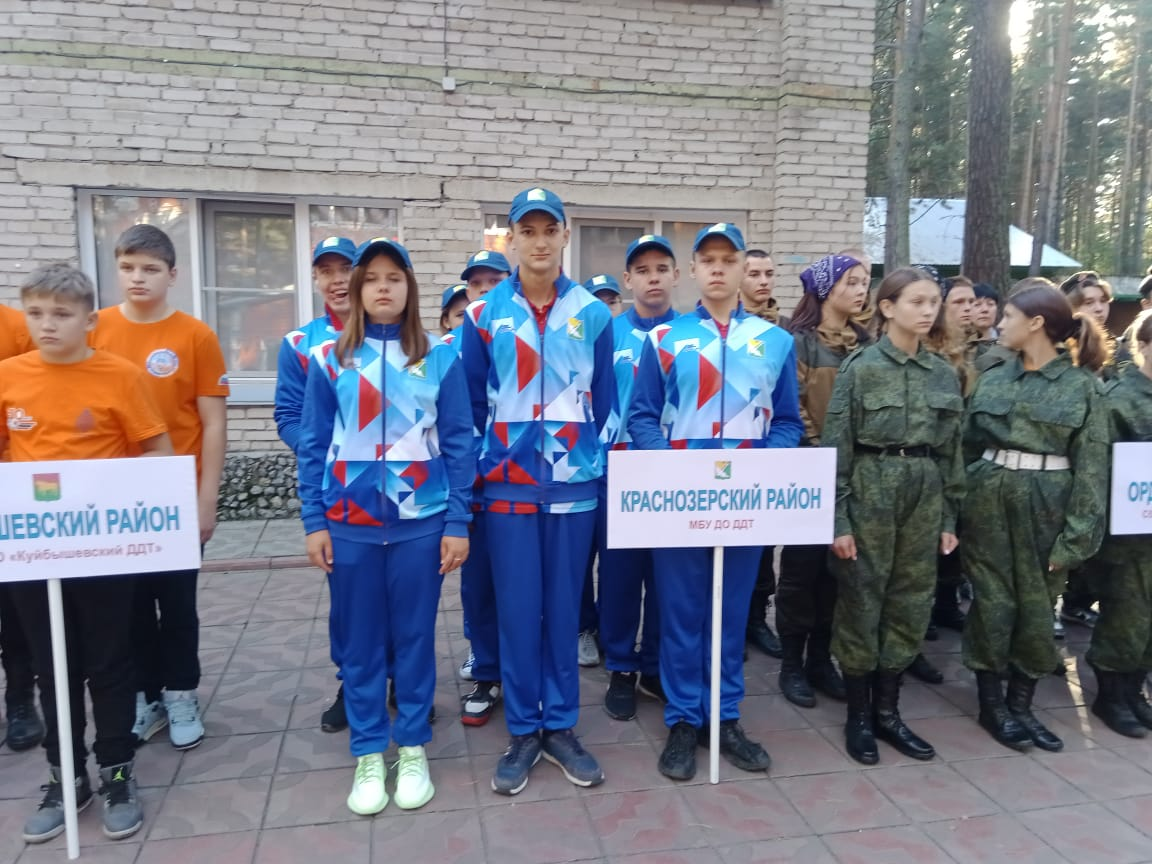 ШЕВСКИЙ РАЙОН
О «Куйбышевский ДДТ»
КРАСНОЗЕРСКИЙ РАЙОН
МБУ ДО ДДТ
ОРД